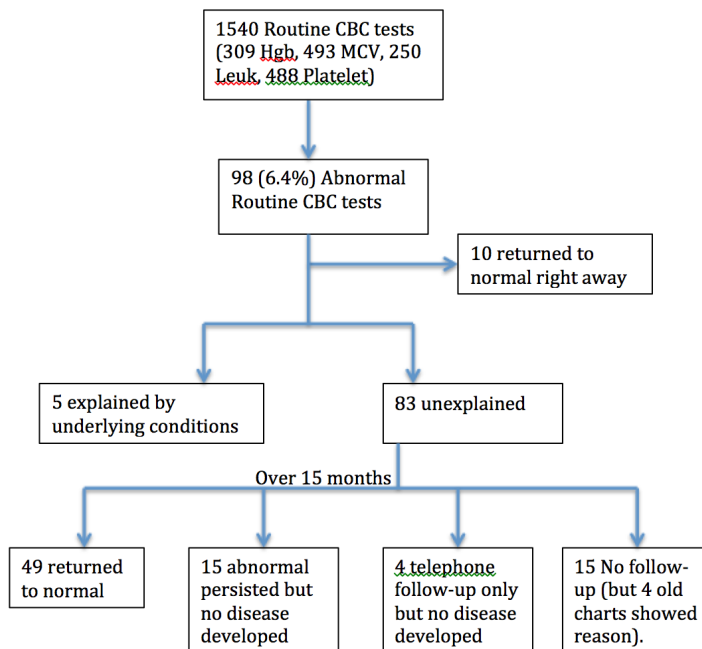 1540 Routine CBC tests
(309 Hgb, 493 MCV, 250
Leuk, 488 Platelet)
98 (6.4%) Abnormal
Routine CBC tests
10 returned to
normal right away
5 explained by
underlying conditions
83 unexplained
Over 15 months
49 returned
to normal
15 abnormal
persisted but
no disease
developed
4 telephone
follow-up only
but no disease
developed
15 No follow-
up (but 4 old
charts showed
reason).